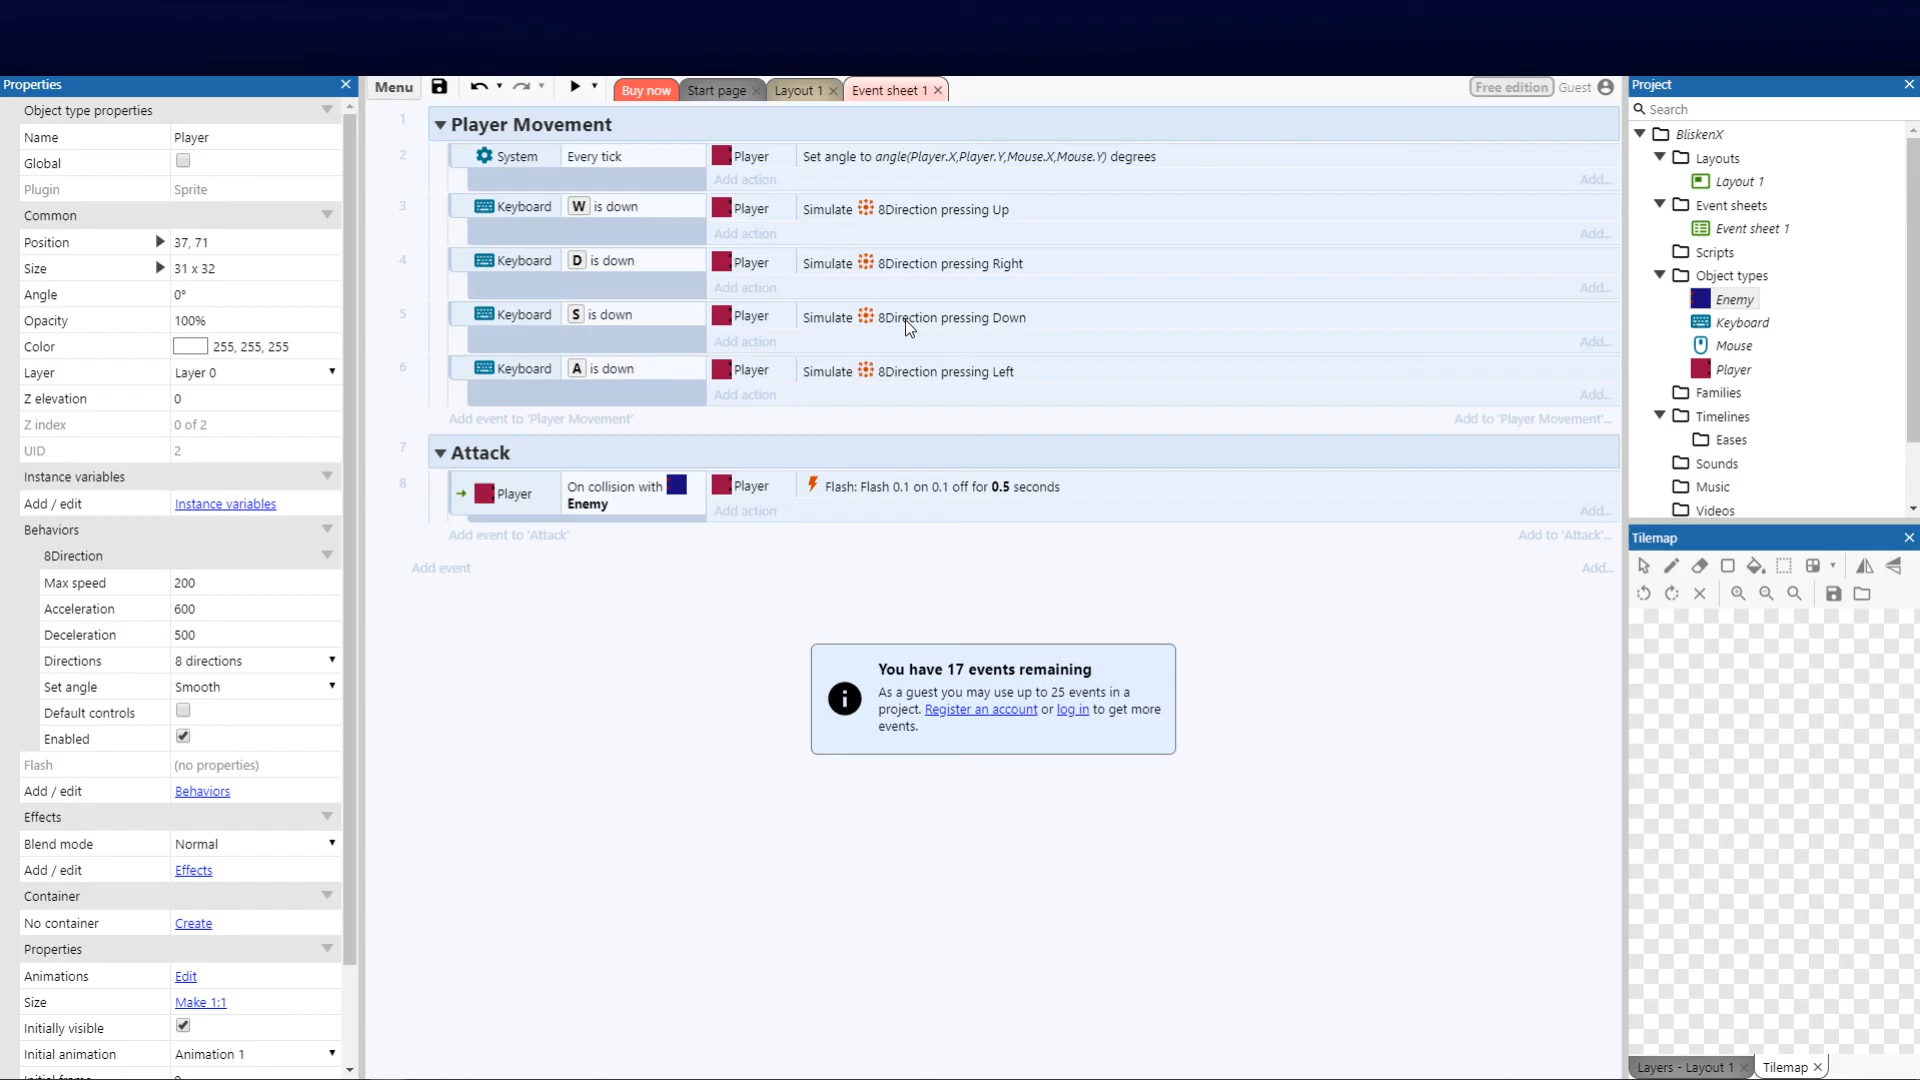 Properties
Object type properties
Name Player
Global
Plugin Sprite
Common
Position 37, 71
Size 31 x 32
Angle 0°
Opacity 100%
Color 255, 255, 255
Layer Layer 0
Z elevation 0
Z index 0 of 2
UID 2
Instance variables
Add / edit Instance variables
Behaviors
8Direction
Max speed 200
Acceleration 600
Deceleration 500
Directions 8 directions
Set angle Smooth
Default controls
Enabled
Flash (no properties)
Add / edit Behaviors
Effects
Blend mode Normal
Add / edit Effects
Container
No container Create
Properties
Animations Edit
Size Make 1:1
Initially visible
Initial animation Animation 1
Menu
Buy now Start page Layout 1 Event sheet 1
Free edition Guest
1 Player Movement
2 System Every tick Player Set angle to angle(Player.X,Player.Y,Mouse.X,Mouse.Y) degrees
Add action Add...
3 Keyboard W is down Player Simulate 8Direction pressing Up
Add action Add...
4 Keyboard D is down Player Simulate 8Direction pressing Right
Add action Add...
5 Keyboard S is down Player Simulate 8Direction pressing Down
Add action Add...
6 Keyboard A is down Player Simulate 8Direction pressing Left
Add action Add...
Add event to 'Player Movement' Add to 'Player Movement'...
7 Attack
8 Player On collision with Enemy Player Flash: Flash 0.1 on 0.1 off for 0.5 seconds
Add action Add...
Add event to 'Attack' Add to 'Attack'...
Add event Add...
You have 17 events remaining
As a guest you may use up to 25 events in a
project. Register an account or log in to get more
events.
Project
Search
BliskenX
Layouts
Layout 1
Event sheets
Event sheet 1
Scripts
Object types
Enemy
Keyboard
Mouse
Player
Families
Timelines
Eases
Sounds
Music
Videos
Tilemap
Layers - Layout 1 Tilemap